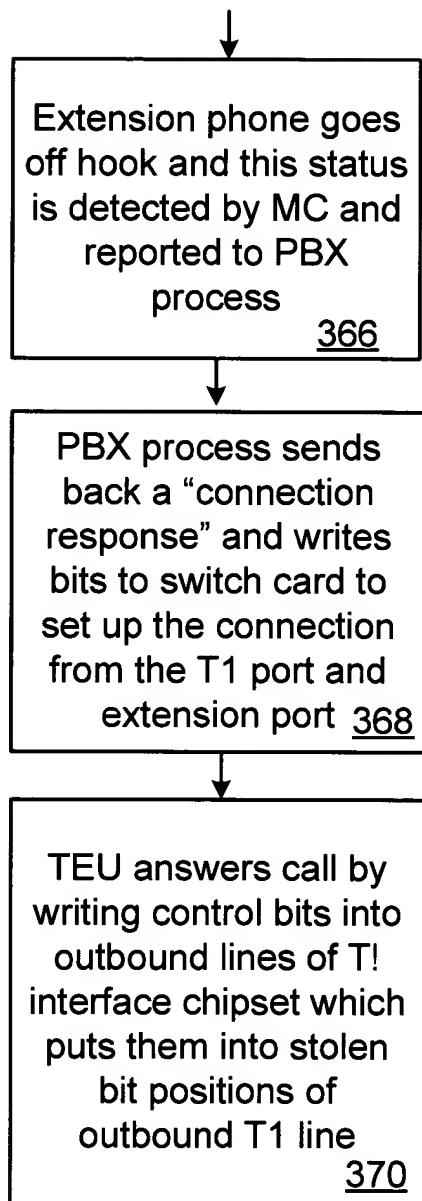 Extension phone goes
off hook and this status
is detected by MC and
reported to PBX
process
366
PBX process sends
back a “connection
response” and writes
bits to switch card to
set up the connection
from the T1 port and
extension port 368
TEU answers call by
writing control bits into
outbound lines of T!
interface chipset which
puts them into stolen
bit positions of
outbound T1 line
370